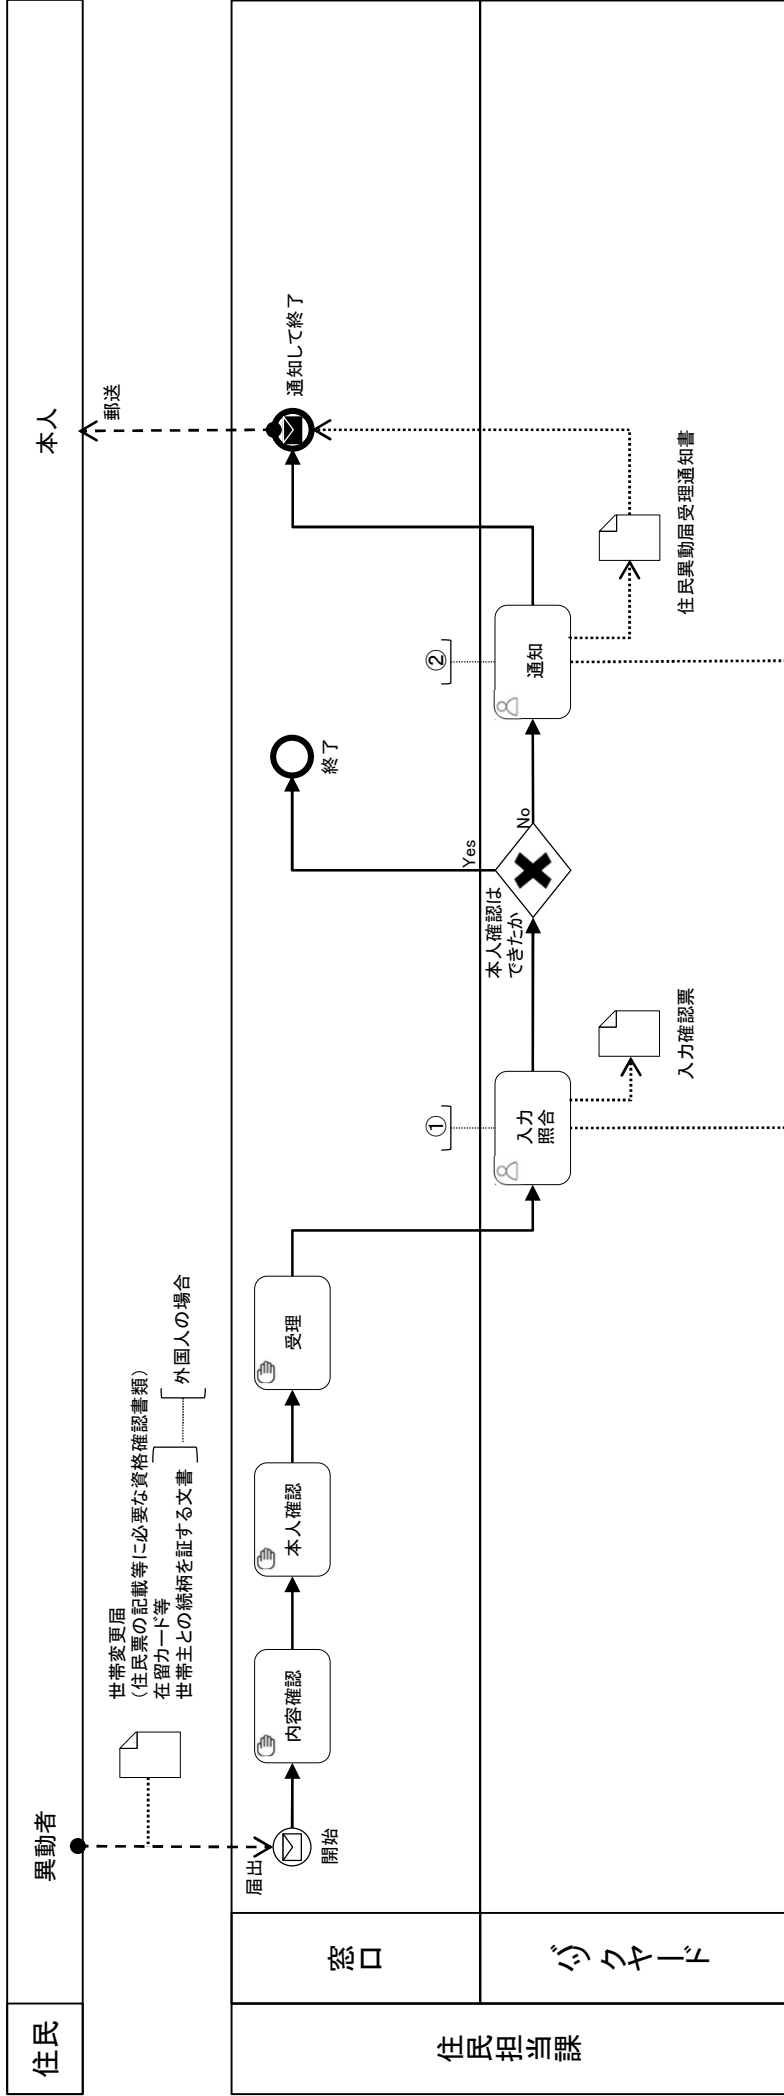 住民
異動者
本人
世帯変更届
（住民票の記載等に必要な資格確認書類）
在留カード等
世帯主との続柄を証する文書
外国人の場合
郵送
届出
住民担当課
窓口
開始
内容確認
本人確認
受理
終了
通知して終了
バックヤード
①
入力
照合
入力確認票
本人確認は
できたか
Yes
No
②
通知
住民異動届受理通知書